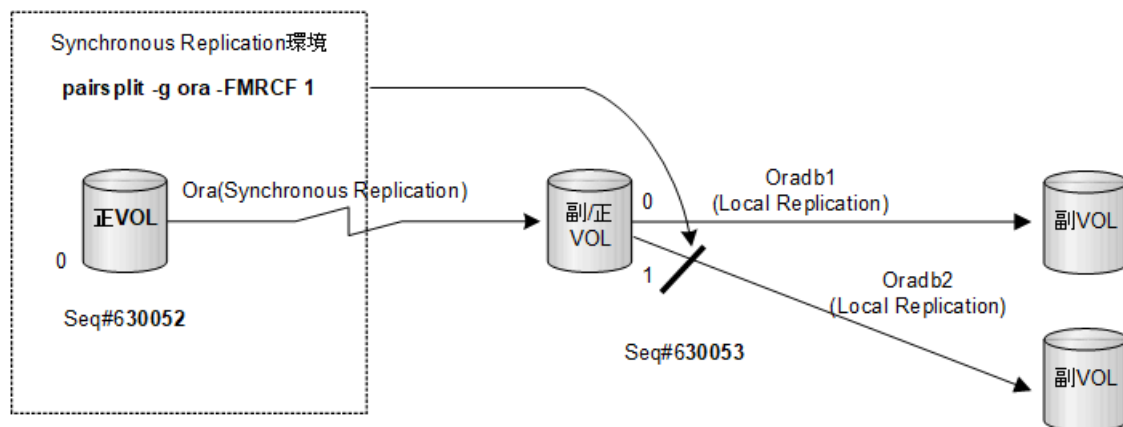 Synchronous Replication環境
pairsplit -g ora -FMRCF 1
Ora(Synchronous Replication)
正VOL
0
Seq#630052
副/正
VOL
0
1
Seq#630053
Oradb1
(Local Replication)
副VOL
Oradb2
(Local Replication)
副VOL